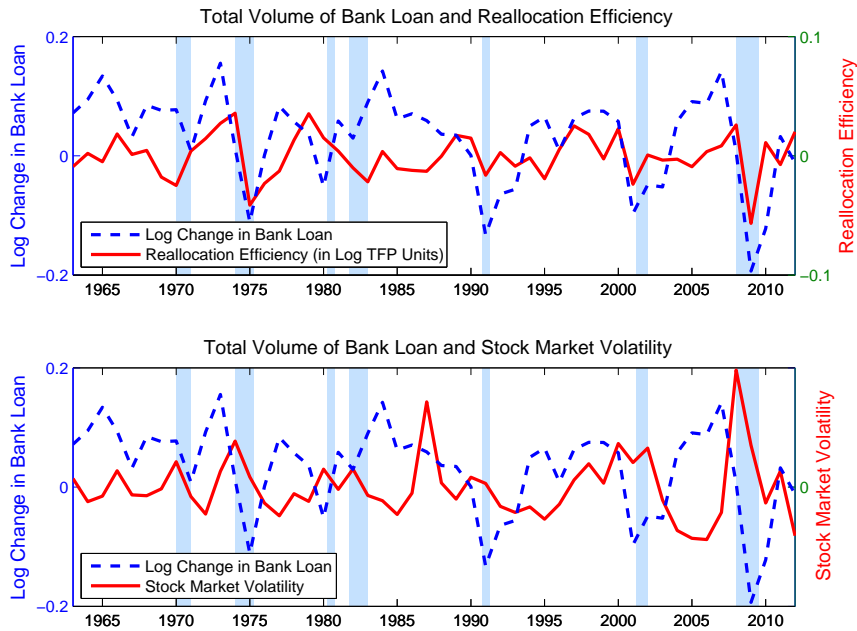 Total Volume of Bank Loan and Reallocation Efficiency
Log Change in Bank Loan
Reallocation Efficiency
0.2
0
−0.2
0.1
0
−0.1
Log Change in Bank Loan
Reallocation Efficiency (in Log TFP Units)
1965 1970 1975 1980 1985 1990 1995 2000 2005 2010
Total Volume of Bank Loan and Stock Market Volatility
Log Change in Bank Loan
Stock Market Volatility
0.2
0
−0.2
0
Log Change in Bank Loan
Stock Market Volatility
1965 1970 1975 1980 1985 1990 1995 2000 2005 2010